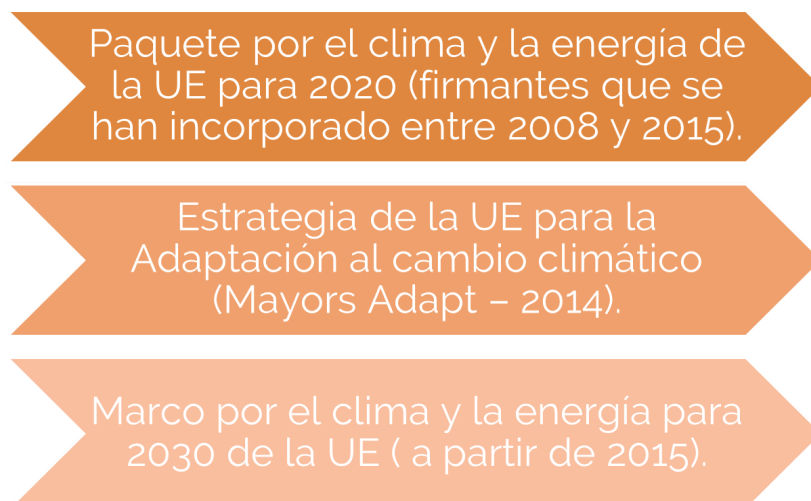 Paquete por el clima y la energía de
la UE para 2020 (firmantes que se
han incorporado entre 2008 y 2015).
Estrategia de la UE para la
Adaptación al cambio climático
(Mayors Adapt – 2014).
Marco por el clima y la energía para
2030 de la UE ( a partir de 2015).